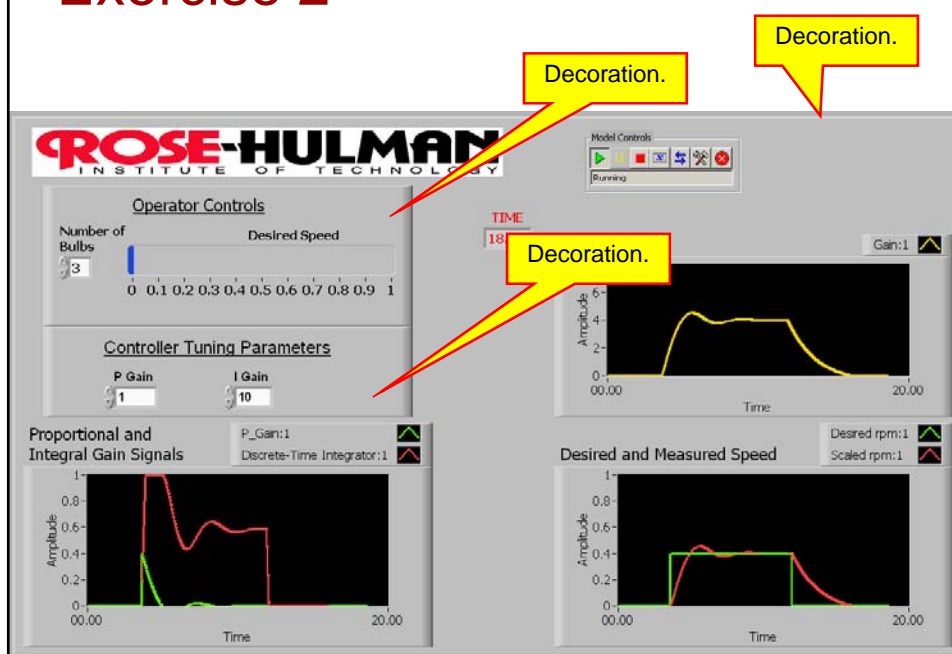 Exercise 2
Decoration.
Decoration.
ROSE-HULMAN
INSTITUTE OF TECHNOLOGY
Model Controls
Running
Operator Controls
Number of
Bulbs
3
Desired Speed
0 0.1 0.2 0.3 0.4 0.5 0.6 0.7 0.8 0.9 1
TIME
18.
Decoration.
Gain:1
Amplitude
6
4
2
0
00.00
20.00
Time
Controller Tuning Parameters
P Gain
1
I Gain
10
Proportional and
Integral Gain Signals
P_Gain:1
Discrete-Time Integrator:1
Amplitude
1
0.8
0.6
0.4
0.2
0
00.00
20.00
Time
Desired and Measured Speed
Desired rpm:1
Scaled rpm:1
Amplitude
1
0.8
0.6
0.4
0.2
0
00.00
20.00
Time